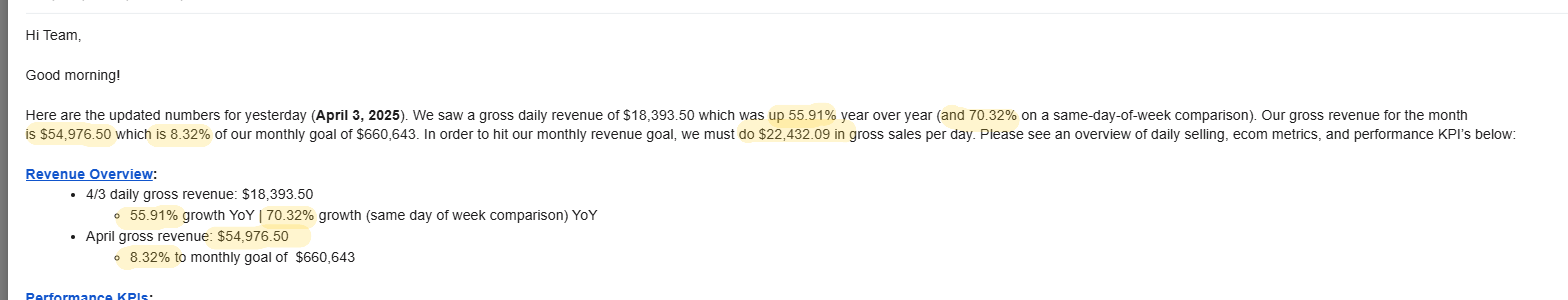 Hi Team,
Good morning!
Here are the updated numbers for yesterday (April 3, 2025). We saw a gross daily revenue of $18,393.50 which was up 55.91% year over year (and 70.32% on a same-day-of-week comparison). Our gross revenue for the month
is $54,976.50 which is 8.32% of our monthly goal of $660,643. In order to hit our monthly revenue goal, we must do $22,432.09 in gross sales per day. Please see an overview of daily selling, ecom metrics, and performance KPI's below:
Revenue Overview:
• 4/3 daily gross revenue: $18,393.50
◦ 55.91% growth YoY | 70.32% growth (same day of week comparison) YoY
• April gross revenue: $54,976.50
◦ 8.32% to monthly goal of $660,643
Performance KPIs: